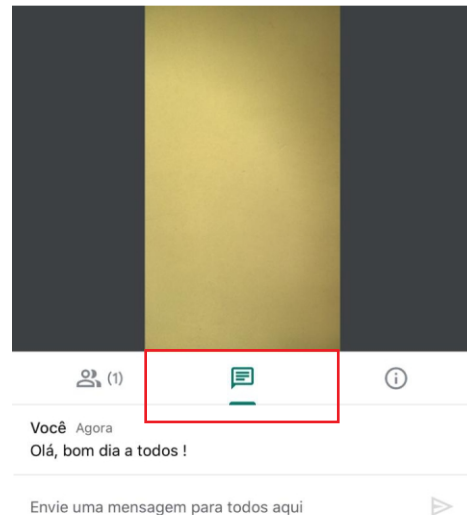 (1)
Você Agora
Olá, bom dia a todos !
Envie uma mensagem para todos aqui